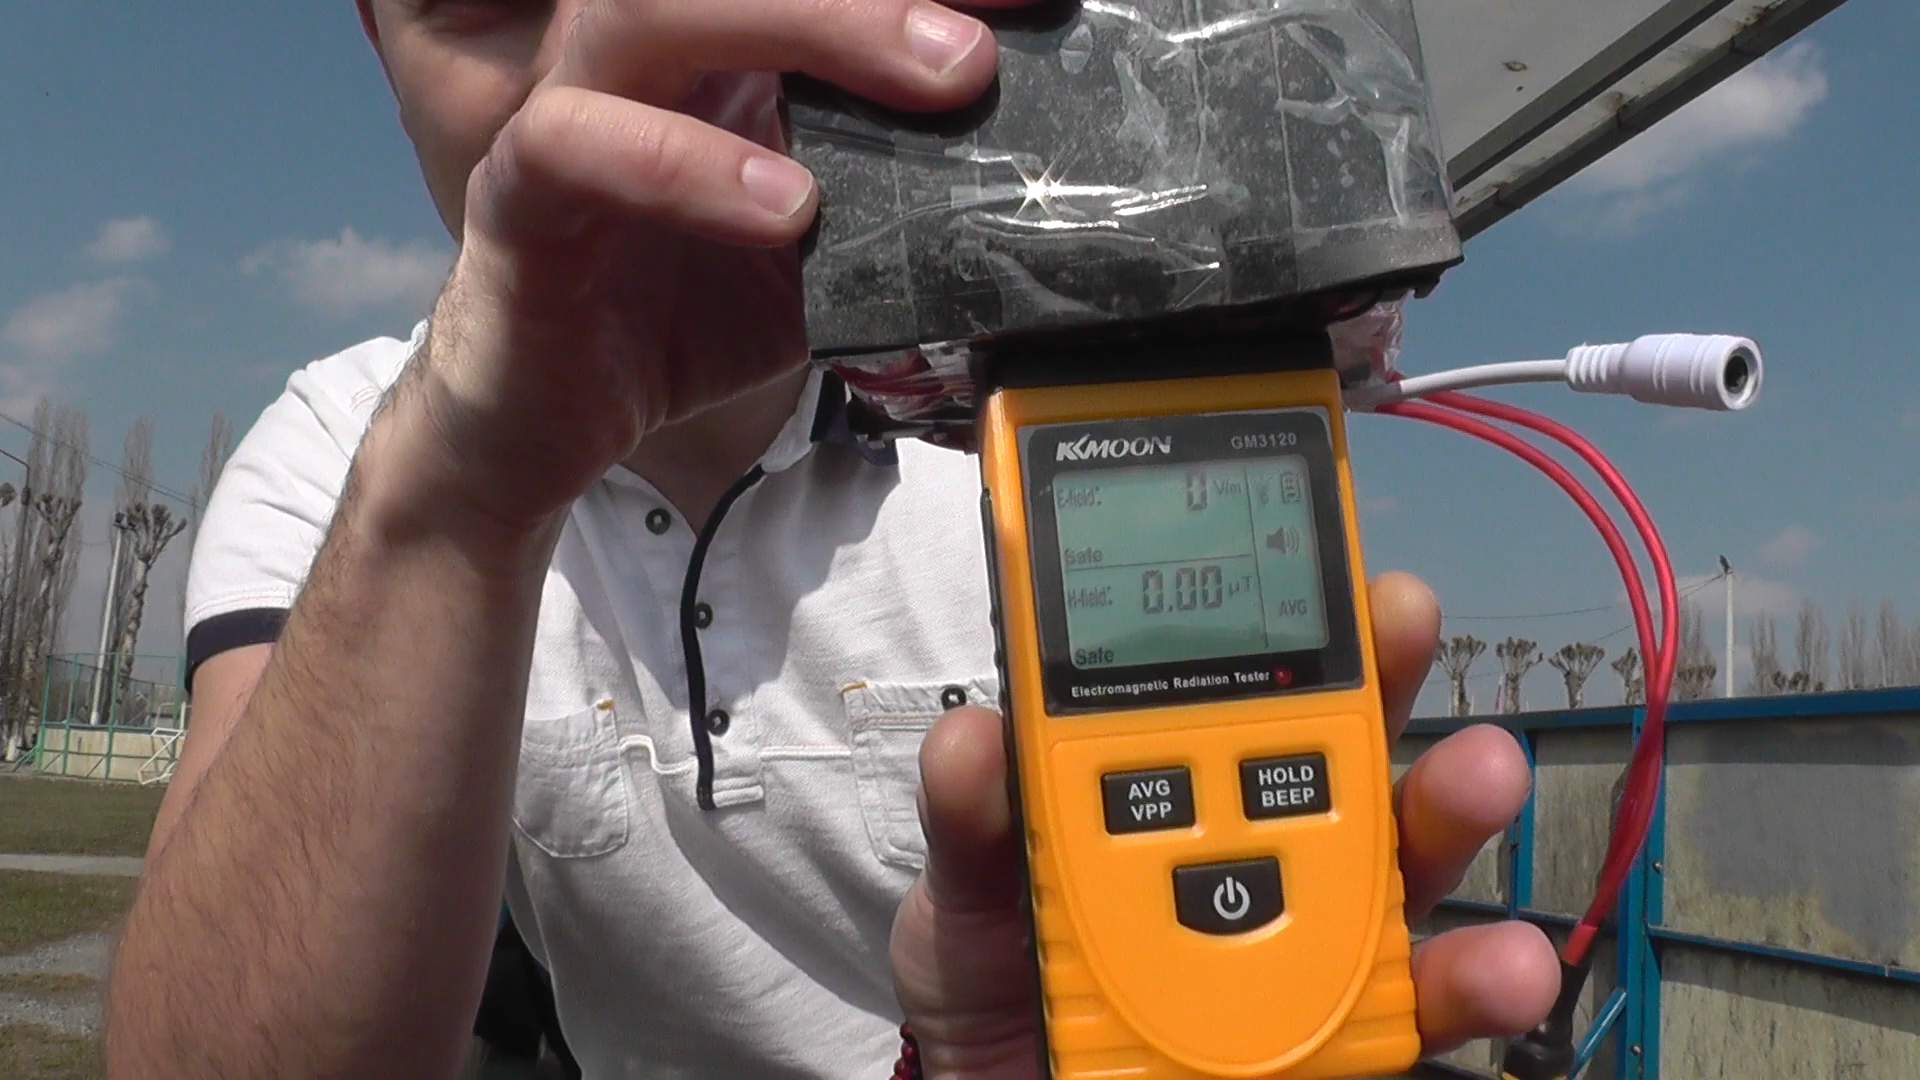 KKMOON GM3120
E-field: 0 V/m
Safe
H-field: 0.00 μT
AVG
Safe
Electromagnetic Radiation Tester
AVG
VPP
HOLD
BEEP